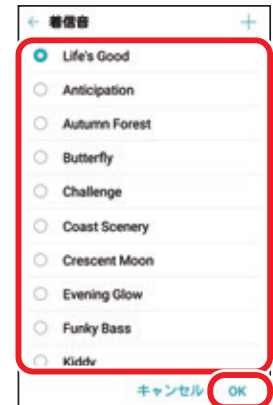 着信音
Life's Good
Anticipation
Autumn Forest
Butterfly
Challenge
Coast Scenery
Crescent Moon
Evening Glow
Funky Bass
Kiddy
キャンセル OK